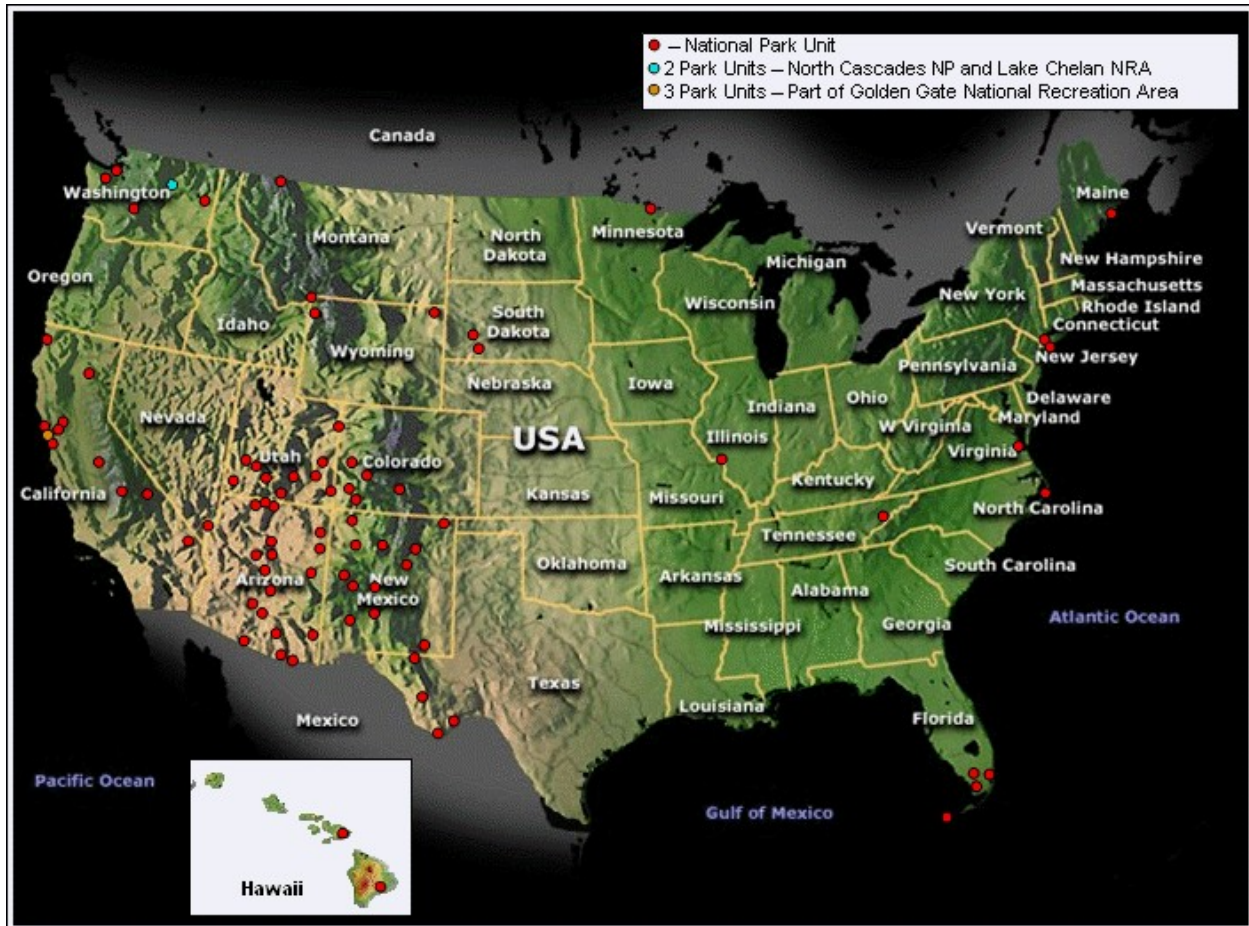 – National Park Unit
2 Park Units – North Cascades NP and Lake Chelan NRA
3 Park Units – Part of Golden Gate National Recreation Area
Canada
Washington
Maine
Montana
North
Dakota
Minnesota
Vermont
Michigan
New Hampshire
Oregon
Massachusetts
New York
Wisconsin
Rhode Island
South
Dakota
Idaho
Connecticut
Wyoming
New Jersey
Pennsylvania
Nebraska
Iowa
Ohio
Delaware
Indiana
Nevada
Maryland
W Virginia
USA
Illinois
Virginia
Utah
Colorado
Kentucky
California
Kansas
Missouri
North Carolina
Tennessee
Oklahoma
South Carolina
Arizona
New
Mexico
Arkansas
Alabama
Atlantic Ocean
Mississippi
Georgia
Texas
Louisiana
Mexico
Florida
Pacific Ocean
Gulf of Mexico
Hawaii